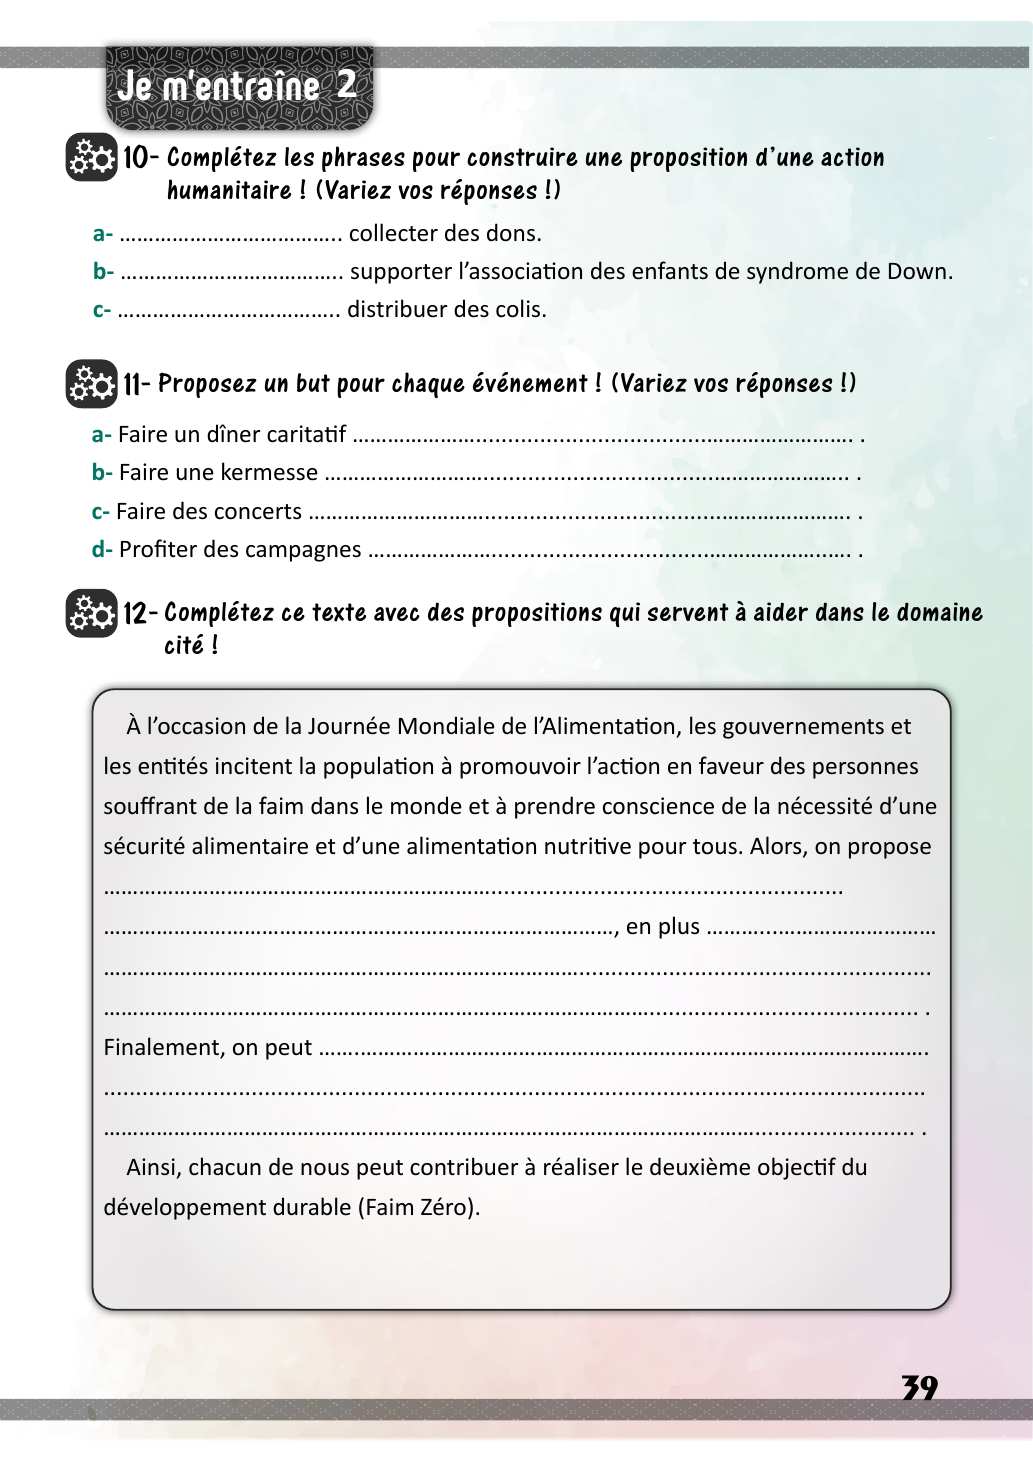 Je m'entraîne 2
10- Complétez les phrases pour construire une proposition d’une action
humanitaire ! (Variez vos réponses !)
a- ……………………………….. collecter des dons.
b- ……………………………….. supporter l’association des enfants de syndrome de Down.
c- ……………………………….. distribuer des colis.
11- Proposez un but pour chaque événement ! (Variez vos réponses !)
a- Faire un dîner caritatif ………………………………………………………………………. .
b- Faire une kermesse ………………………………………………………………………….. .
c- Faire des concerts ……………………………………………………………………………. .
d- Profiter des campagnes ……………………………………………………………………. .
12- Complétez ce texte avec des propositions qui servent à aider dans le domaine
cité !
À l’occasion de la Journée Mondiale de l’Alimentation, les gouvernements et
les entités incitent la population à promouvoir l’action en faveur des personnes
souffrant de la faim dans le monde et à prendre conscience de la nécessité d’une
sécurité alimentaire et d’une alimentation nutritive pour tous. Alors, on propose
…………………………………………………………………………………………………………
……………………………………………………………………………, en plus ………...………………………
……………………………………………………………………………………………………………………………
…………………………………………………………………………………………………………………………… .
Finalement, on peut …….……………………………………………………………………………………….
……………………………………………………………………………………………………………………………
…………………………………………………………………………………………………………………………… .
Ainsi, chacun de nous peut contribuer à réaliser le deuxième objectif du
développement durable (Faim Zéro).
39